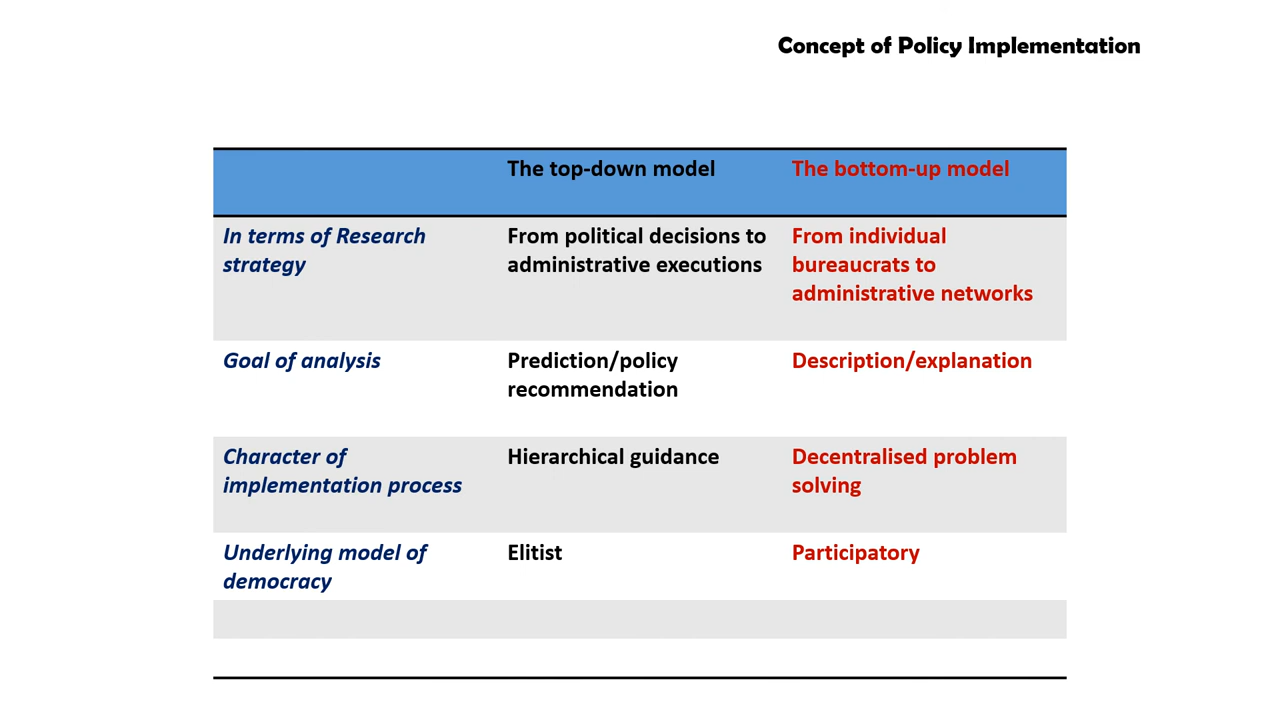 Concept of Policy Implementation
The top-down model
The bottom-up model
In terms of Research
strategy
From political decisions to
administrative executions
From individual
bureaucrats to
administrative networks
Goal of analysis
Prediction/policy
recommendation
Description/explanation
Character of
implementation process
Hierarchical guidance
Decentralised problem
solving
Underlying model of
democracy
Elitist
Participatory